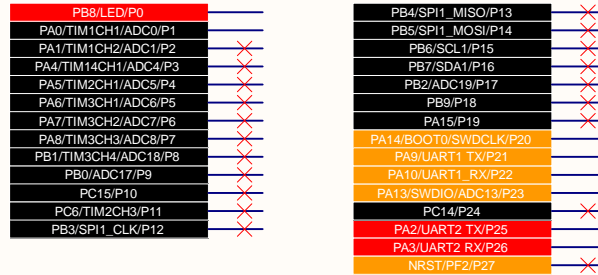 PB8/LED/P0
PA0/TIM1CH1/ADC0/P1
PA1/TIM1CH2/ADC1/P2
PA4/TIM14CH1/ADC4/P3
PA5/TIM2CH1/ADC5/P4
PA6/TIM3CH1/ADC6/P5
PA7/TIM3CH2/ADC7/P6
PA8/TIM3CH3/ADC8/P7
PB1/TIM3CH4/ADC18/P8
PB0/ADC17/P9
PC15/P10
PC6/TIM2CH3/P11
PB3/SPI1_CLK/P12
PB4/SPI1_MISO/P13
PB5/SPI1_MOSI/P14
PB6/SCL1/P15
PB7/SDA1/P16
PB2/ADC19/P17
PB9/P18
PA15/P19
PA14/BOOT0/SWDCLK/P20
PA9/UART1 TX/P21
PA10/UART1_RX/P22
PA13/SWDIO/ADC13/P23
PC14/P24
PA2/UART2 TX/P25
PA3/UART2 RX/P26
NRST/PF2/P27